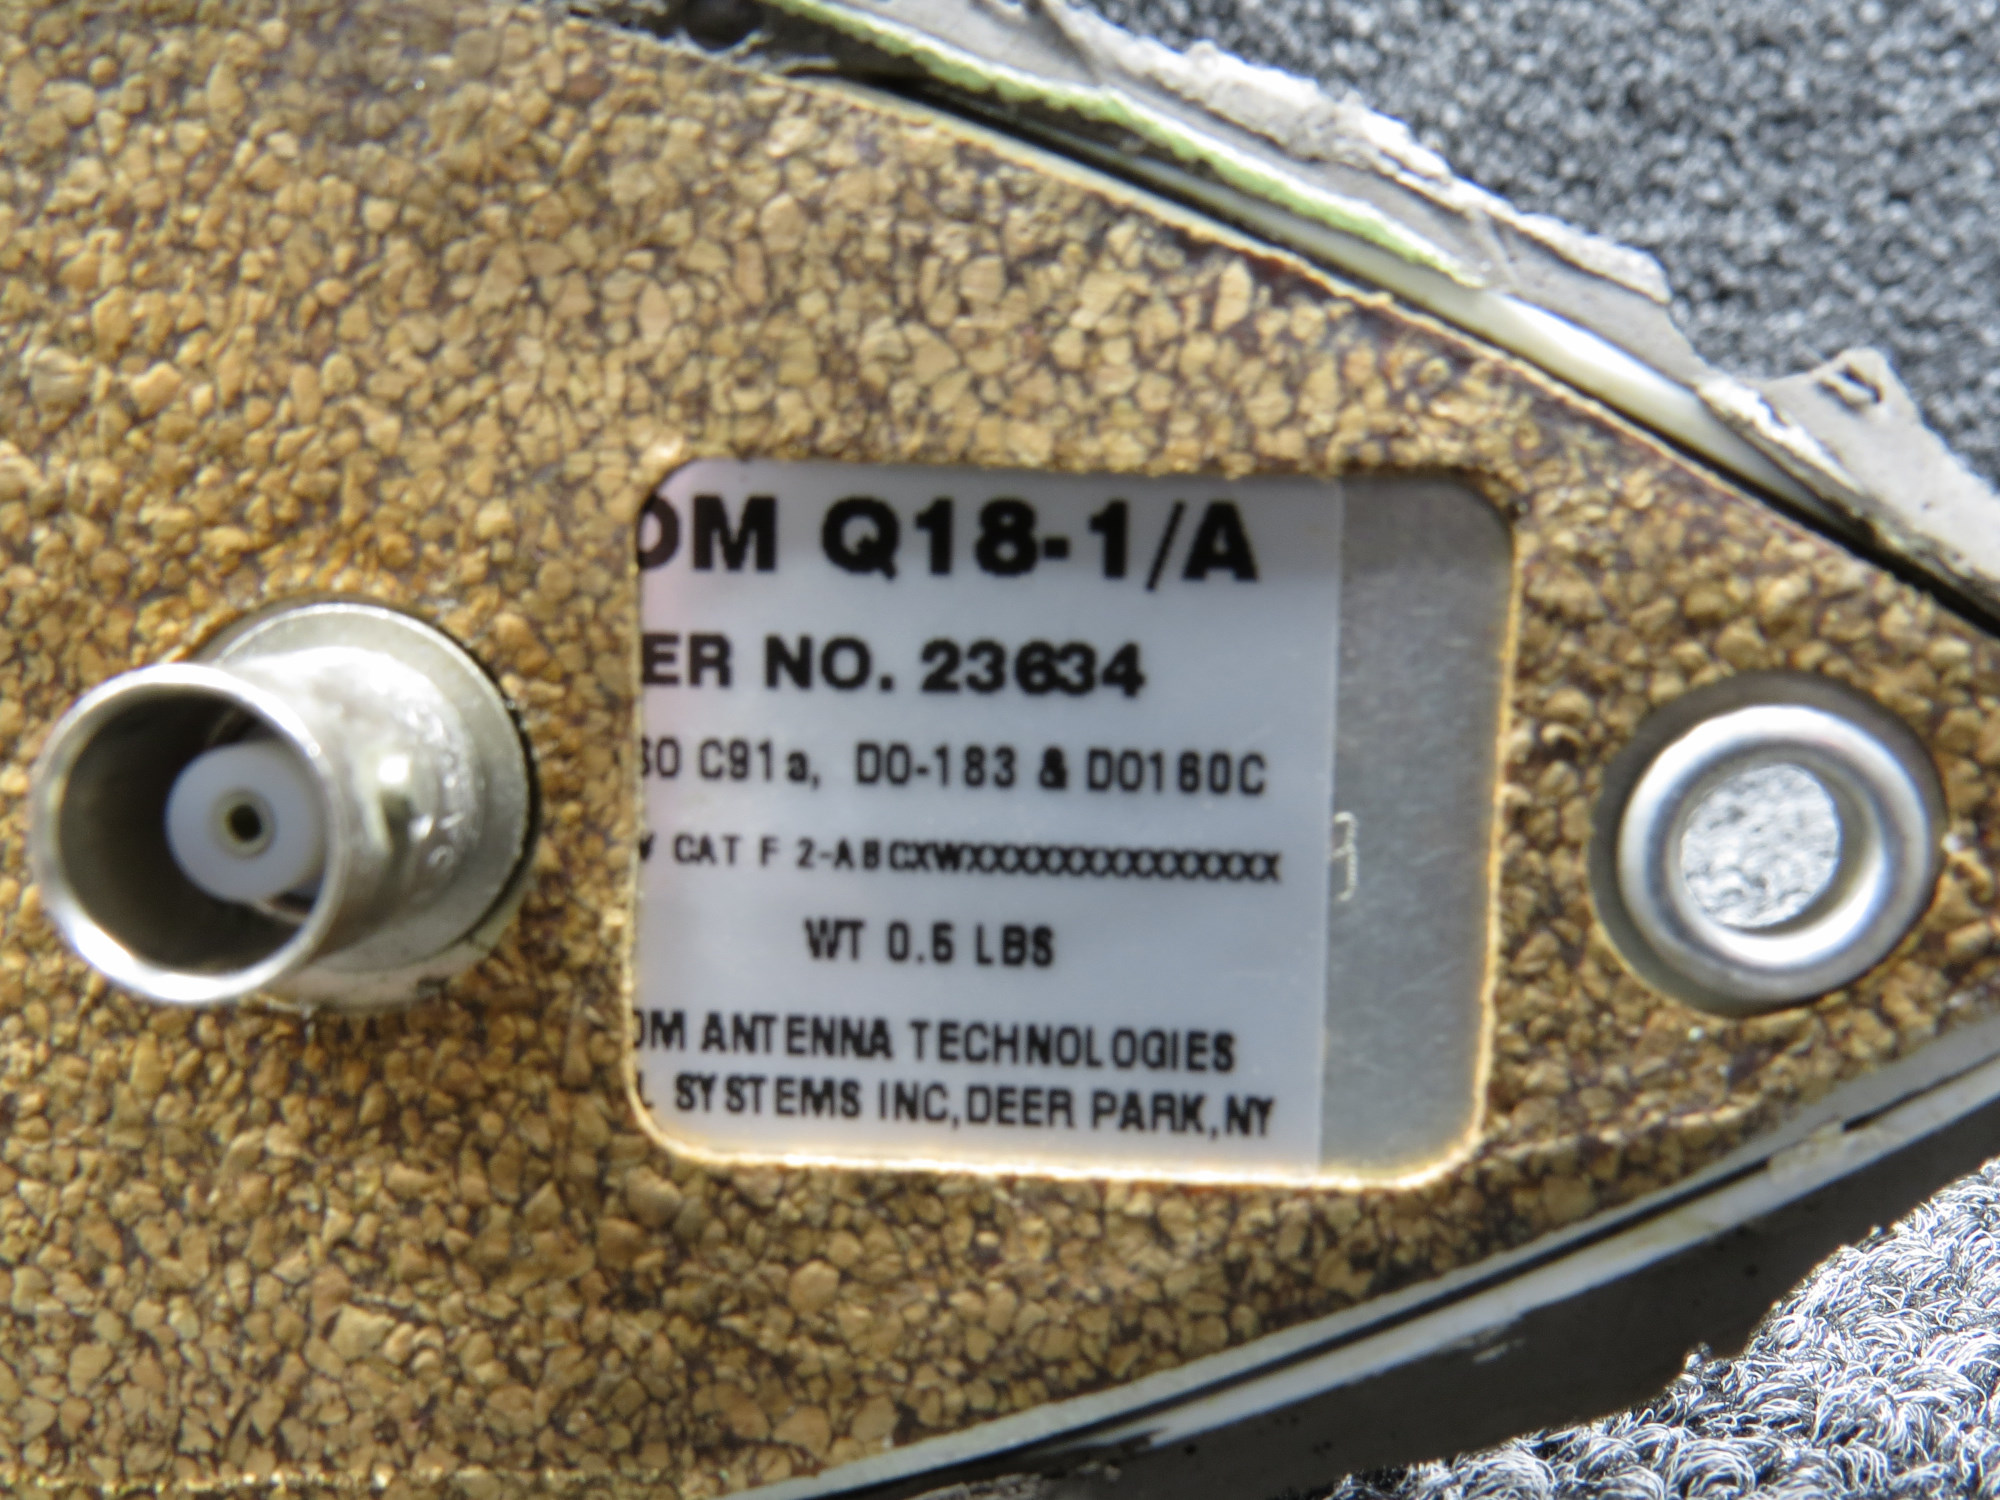 OM Q18-1/A
ER NO. 23634
60 C91a, DO-183 & DO160C
V CAT F 2-ABCXWXXXXXXXXXXXXXX
WT 0.5 LBS
OM ANTENNA TECHNOLOGIES
L SYSTEMS INC,DEER PARK,NY